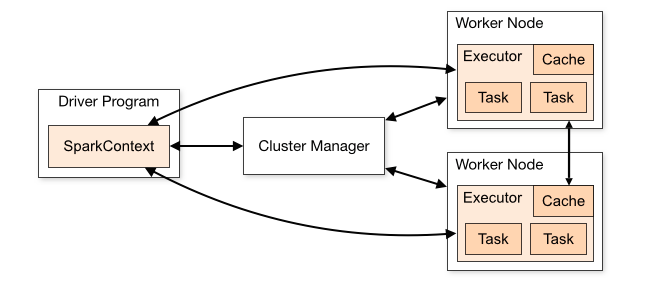 Driver Program
SparkContext
Cluster Manager
Worker Node
Executor
Cache
Task
Task
Worker Node
Executor
Cache
Task
Task